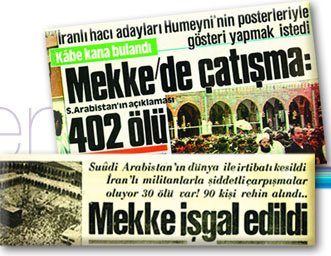 İranlı hacı adayları Humeyni'nin posterleriyle
gösteri yapmak istedi
Kâbe kana bulandı
Mekke'de çatışma:
S. Arabistan'ın açıklaması
402 ölü
Suûdi Arabistan'ın dünya ile irtibatı kesildi
İran'lı militanlarla şiddetli çarpışmalar
oluyor 30 ölü var! 90 kişi rehin alındı..
Mekke işgal edildi